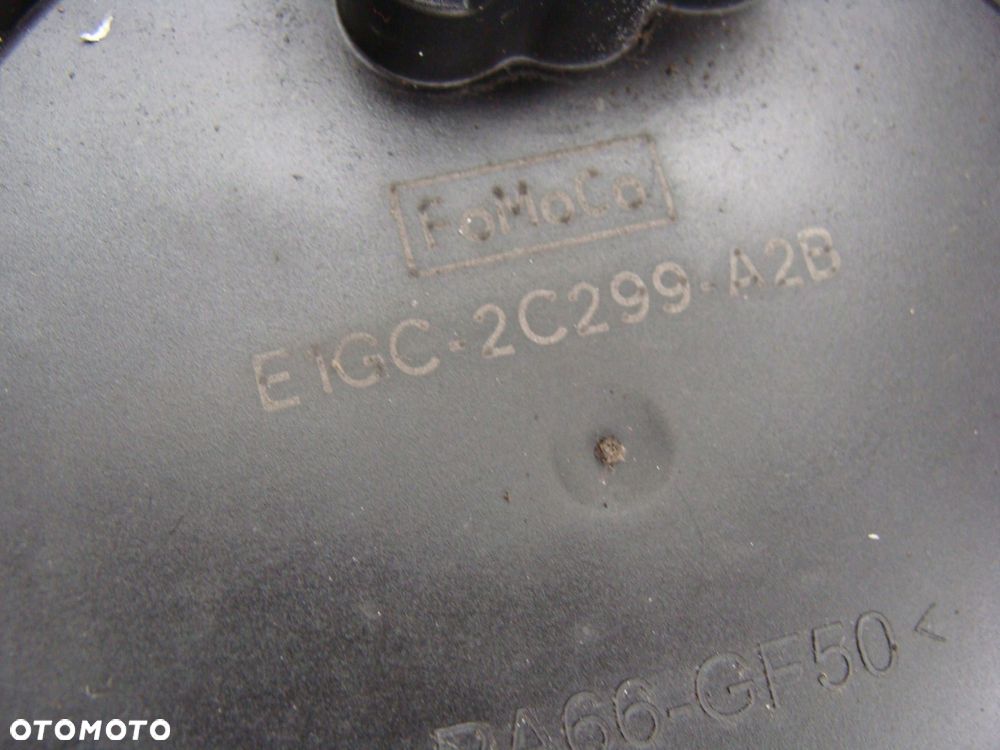 FoMoCo
E1GC-2C299-A2B
PA66-GF50<
OTOMOTO